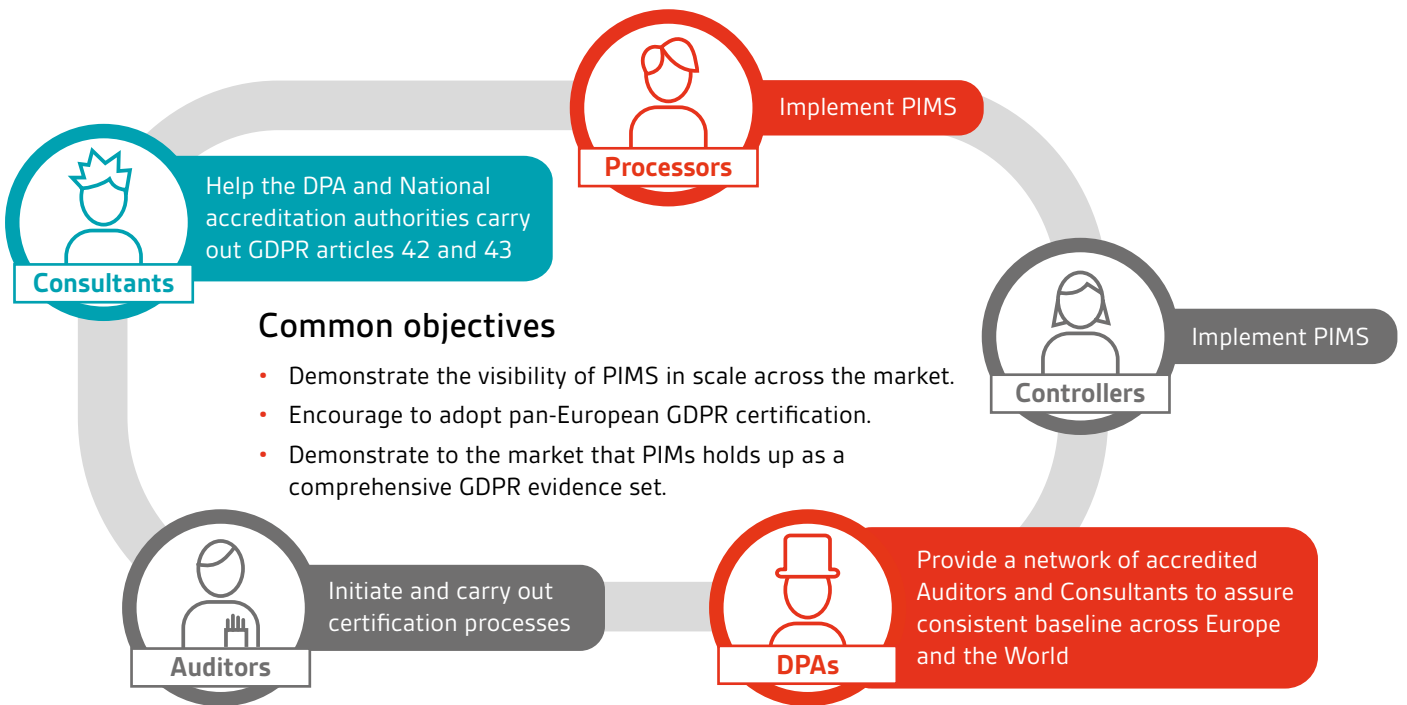 Processors
Implement PIMS
Consultants
Help the DPA and National
accreditation authorities carry
out GDPR articles 42 and 43
Controllers
Implement PIMS
Common objectives
• Demonstrate the visibility of PIMS in scale across the market.
• Encourage to adopt pan-European GDPR certification.
• Demonstrate to the market that PIMs holds up as a
comprehensive GDPR evidence set.
Auditors
Initiate and carry out
certification processes
DPAs
Provide a network of accredited
Auditors and Consultants to assure
consistent baseline across Europe
and the World